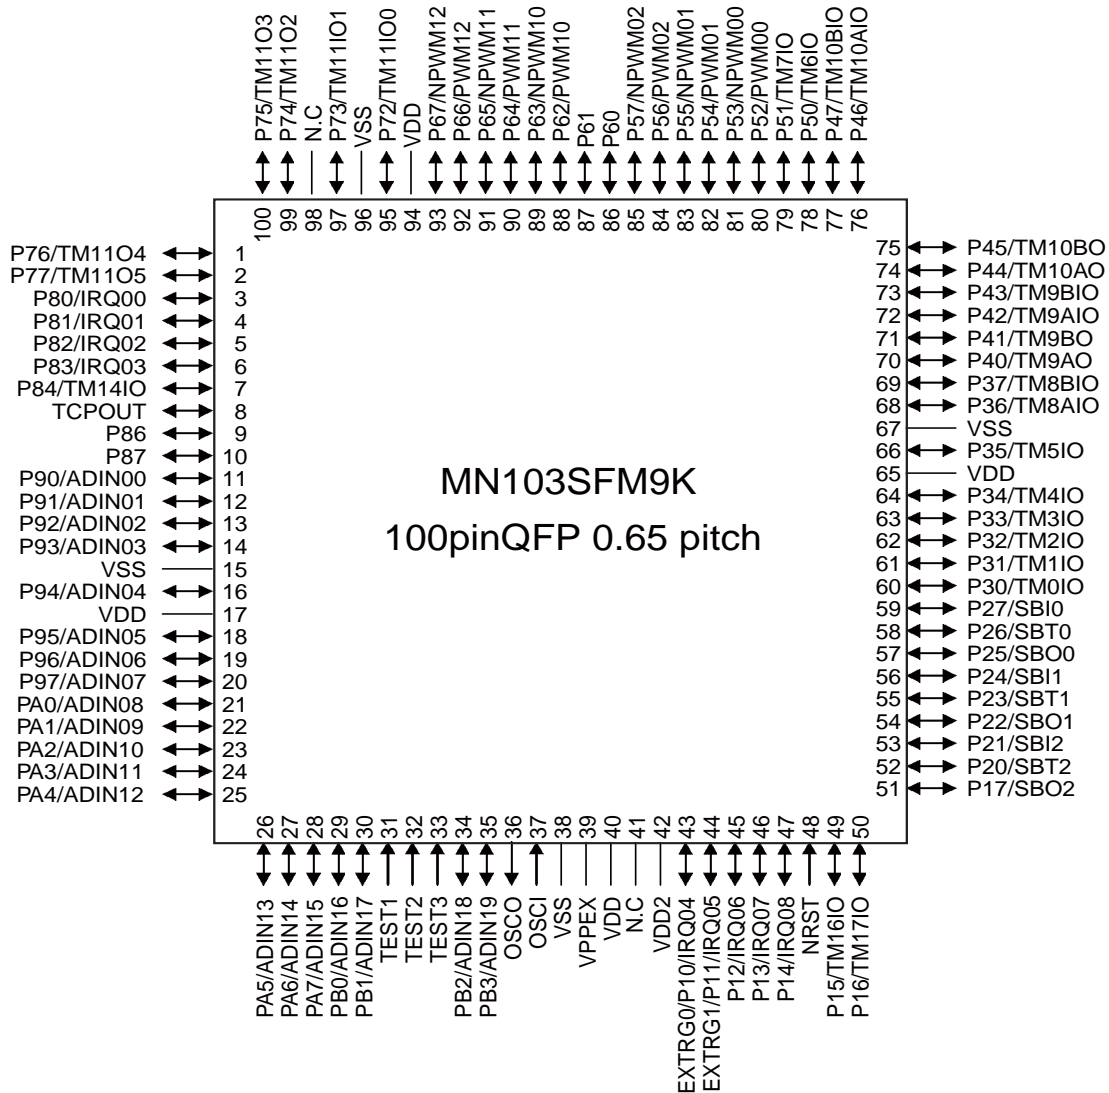 P75/TM11O3
P74/TM11O2
N.C
P73/TM11IO1
VSS
P72/TM11IO0
VDD
P67/NPWM12
P66/PWM12
P65/NPWM11
P64/PWM11
P63/NPWM10
P62/PWM10
P61
P60
P57/NPWM02
P56/PWM02
P55/NPWM01
P54/PWM01
P53/NPWM00
P52/PWM00
P51/TM7IO
P50/TM6IO
P47/TM10BIO
P46/TM10AIO
100
99
98
97
96
95
94
93
92
91
90
89
88
87
86
85
84
83
82
81
80
79
78
77
76
P76/TM11O4 1
P77/TM11O5 2
P80/IRQ00 3
P81/IRQ01 4
P82/IRQ02 5
P83/IRQ03 6
P84/TM14IO 7
TCPOUT 8
P86 9
P87 10
P90/ADIN00 11
P91/ADIN01 12
P92/ADIN02 13
P93/ADIN03 14
VSS 15
P94/ADIN04 16
VDD 17
P95/ADIN05 18
P96/ADIN06 19
P97/ADIN07 20
PA0/ADIN08 21
PA1/ADIN09 22
PA2/ADIN10 23
PA3/ADIN11 24
PA4/ADIN12 25
MN103SFM9K
100pinQFP 0.65 pitch
75 P45/TM10BO
74 P44/TM10AO
73 P43/TM9BIO
72 P42/TM9AIO
71 P41/TM9BO
70 P40/TM9AO
69 P37/TM8BIO
68 P36/TM8AIO
67 VSS
66 P35/TM5IO
65 VDD
64 P34/TM4IO
63 P33/TM3IO
62 P32/TM2IO
61 P31/TM1IO
60 P30/TM0IO
59 P27/SBI0
58 P26/SBT0
57 P25/SBO0
56 P24/SBI1
55 P23/SBT1
54 P22/SBO1
53 P21/SBI2
52 P20/SBT2
51 P17/SBO2
26
27
28
29
30
31
32
33
34
35
36
37
38
39
40
41
42
43
44
45
46
47
48
49
50
PA5/ADIN13
PA6/ADIN14
PA7/ADIN15
PB0/ADIN16
PB1/ADIN17
TEST1
TEST2
TEST3
PB2/ADIN18
PB3/ADIN19
OSCO
OSCI
VSS
VPPEX
VDD
N.C
VDD2
EXTRG0/P10/IRQ04
EXTRG1/P11/IRQ05
P12/IRQ06
P13/IRQ07
P14/IRQ08
NRST
P15/TM16IO
P16/TM17IO